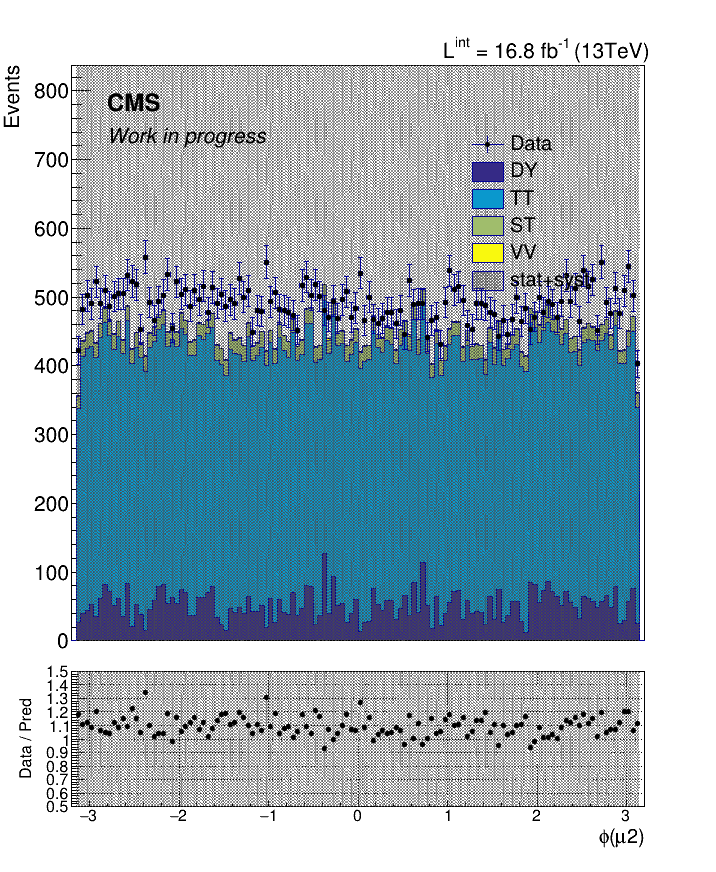 L^int = 16.8 fb^-1 (13TeV)
Events
800
700
600
500
400
300
200
100
0
CMS
Work in progress
Data
DY
TT
ST
VV
stat+syst
Data / Pred
1.5
1.4
1.3
1.2
1.1
1
0.9
0.8
0.7
0.6
0.5
−3 −2 −1 0 1 2 3
ϕ(μ2)